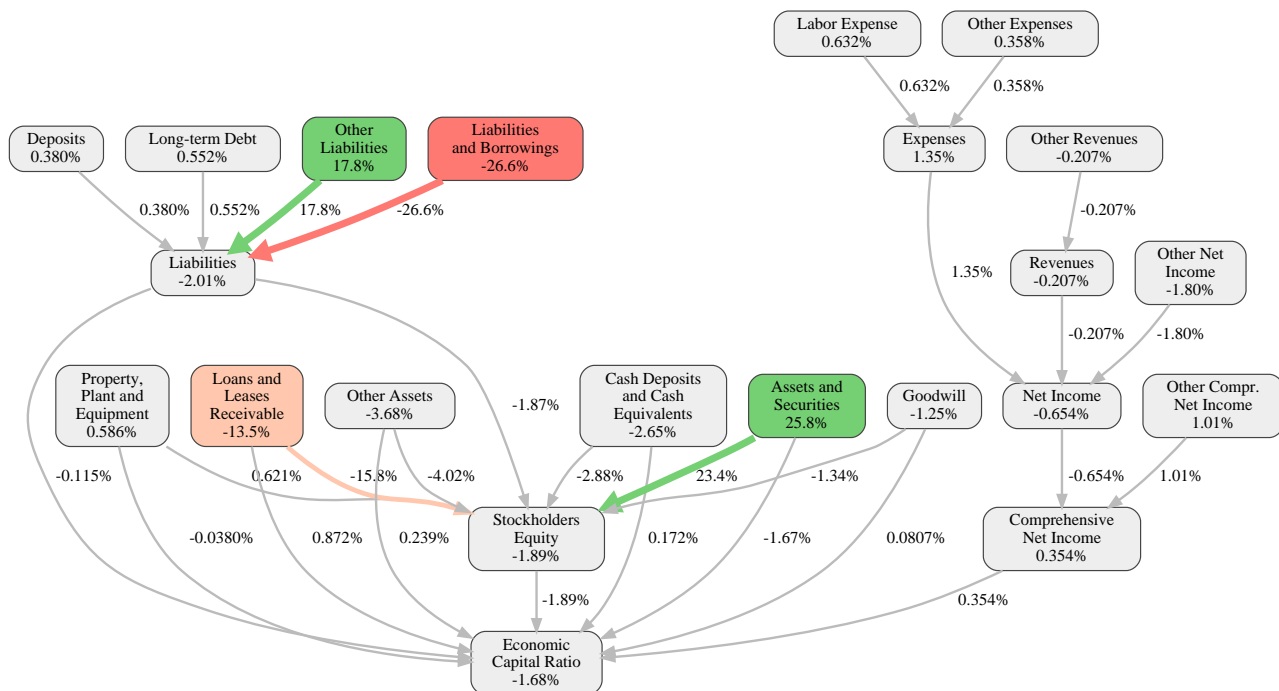 Labor Expense
0.632%
Other Expenses
0.358%
0.632%
0.358%
Deposits
0.380%
Long-term Debt
0.552%
Other
Liabilities
17.8%
Liabilities
and Borrowings
-26.6%
Expenses
1.35%
Other Revenues
-0.207%
0.380%
0.552%
17.8%
-26.6%
-0.207%
Liabilities
-2.01%
1.35%
Revenues
-0.207%
Other Net
Income
-1.80%
-0.207%
-1.80%
Property,
Plant and
Equipment
0.586%
Loans and
Leases
Receivable
-13.5%
Other Assets
-3.68%
-1.87%
Cash Deposits
and Cash
Equivalents
-2.65%
Assets and
Securities
25.8%
Goodwill
-1.25%
Net Income
-0.654%
Other Compr.
Net Income
1.01%
-0.115%
0.621%
-15.8%
-4.02%
-2.88%
23.4%
-1.34%
-0.654%
1.01%
Stockholders
Equity
-1.89%
Comprehensive
Net Income
0.354%
-0.0380%
0.872%
0.239%
0.172%
-1.67%
0.0807%
-1.89%
0.354%
Economic
Capital Ratio
-1.68%